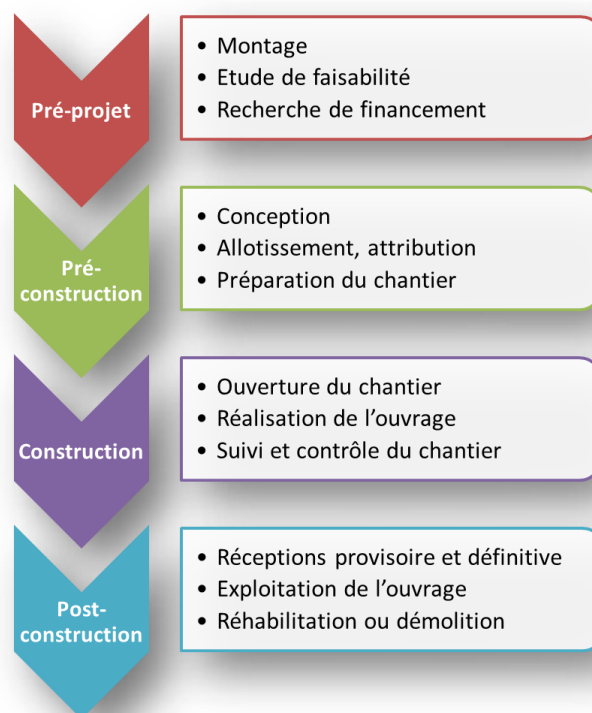 Pré-projet
• Montage
• Etude de faisabilité
• Recherche de financement
Pré-
construction
• Conception
• Allotissement, attribution
• Préparation du chantier
Construction
• Ouverture du chantier
• Réalisation de l’ouvrage
• Suivi et contrôle du chantier
Post-
construction
• Réceptions provisoire et définitive
• Exploitation de l’ouvrage
• Réhabilitation ou démolition